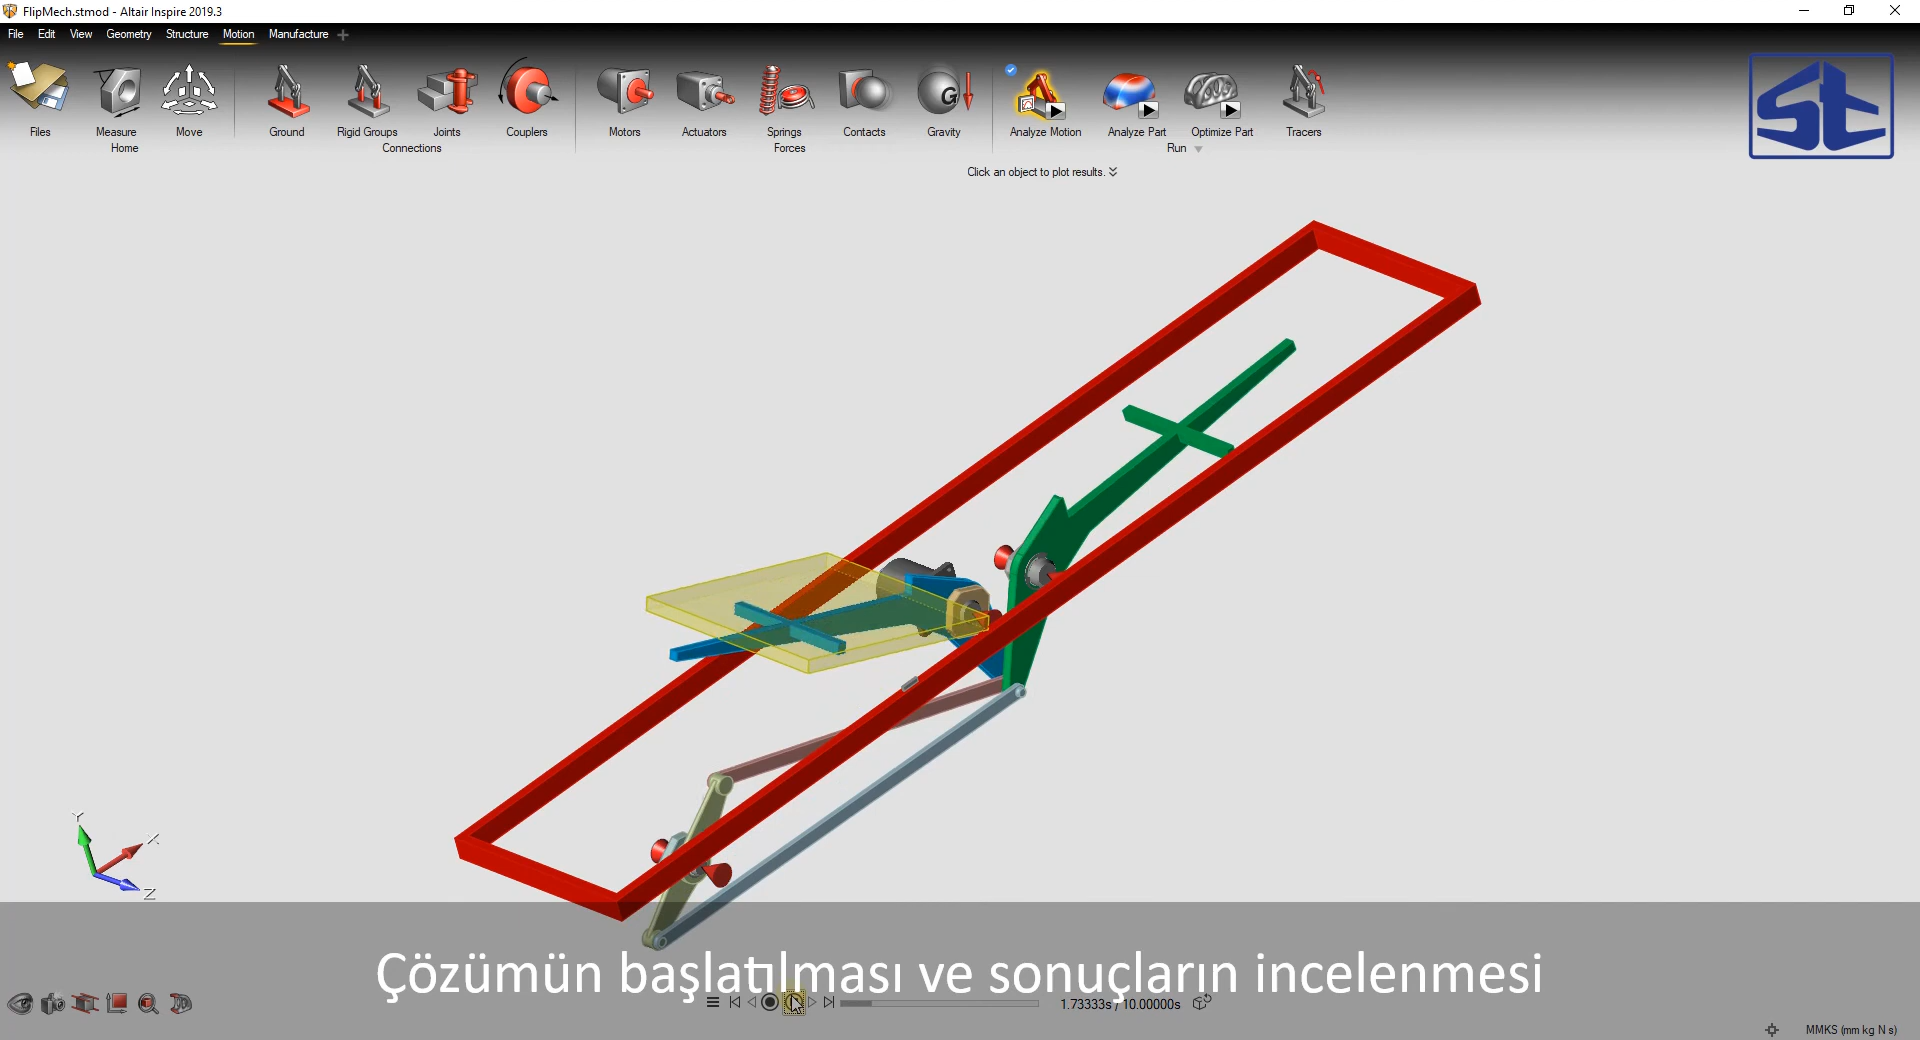 FlipMech.stmod - Altair Inspire 2019.3
File Edit View Geometry Structure Motion Manufacture
Files Measure Move Ground Rigid Groups Joints Couplers Motors Actuators Springs Contacts Gravity Analyze Motion Analyze Part Optimize Part Tracers
Home Connections Forces Run
st
G
Click an object to plot results.
Y
X
Z
Çözümün başlatılması ve sonuçların incelenmesi
1.73333s / 10.00000s
MMKS (mm kg N s)